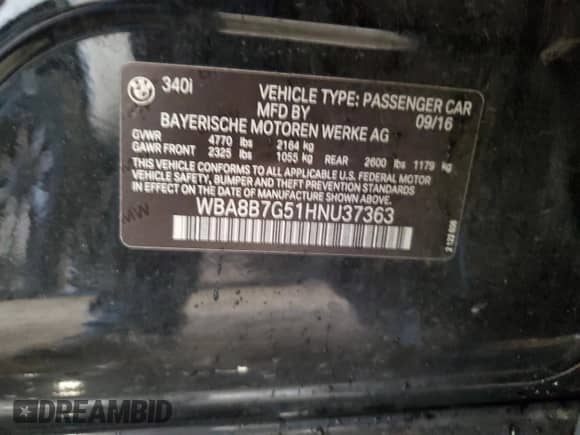 340i VEHICLE TYPE: PASSENGER CAR
MFD BY 09/16
BAYERISCHE MOTOREN WERKE AG
GVWR 4770 lbs 2164 kg
GAWR FRONT 2325 lbs 1055 kg REAR 2600 lbs 1179 kg
THIS VEHICLE CONFORMS TO ALL APPLICABLE U.S. FEDERAL MOTOR
VEHICLE SAFETY, BUMPER, AND THEFT PREVENTION STANDARDS
IN EFFECT ON THE DATE OF MANUFACTURE SHOWN ABOVE.
WBA8B7G51HNU37363
DREAMBID